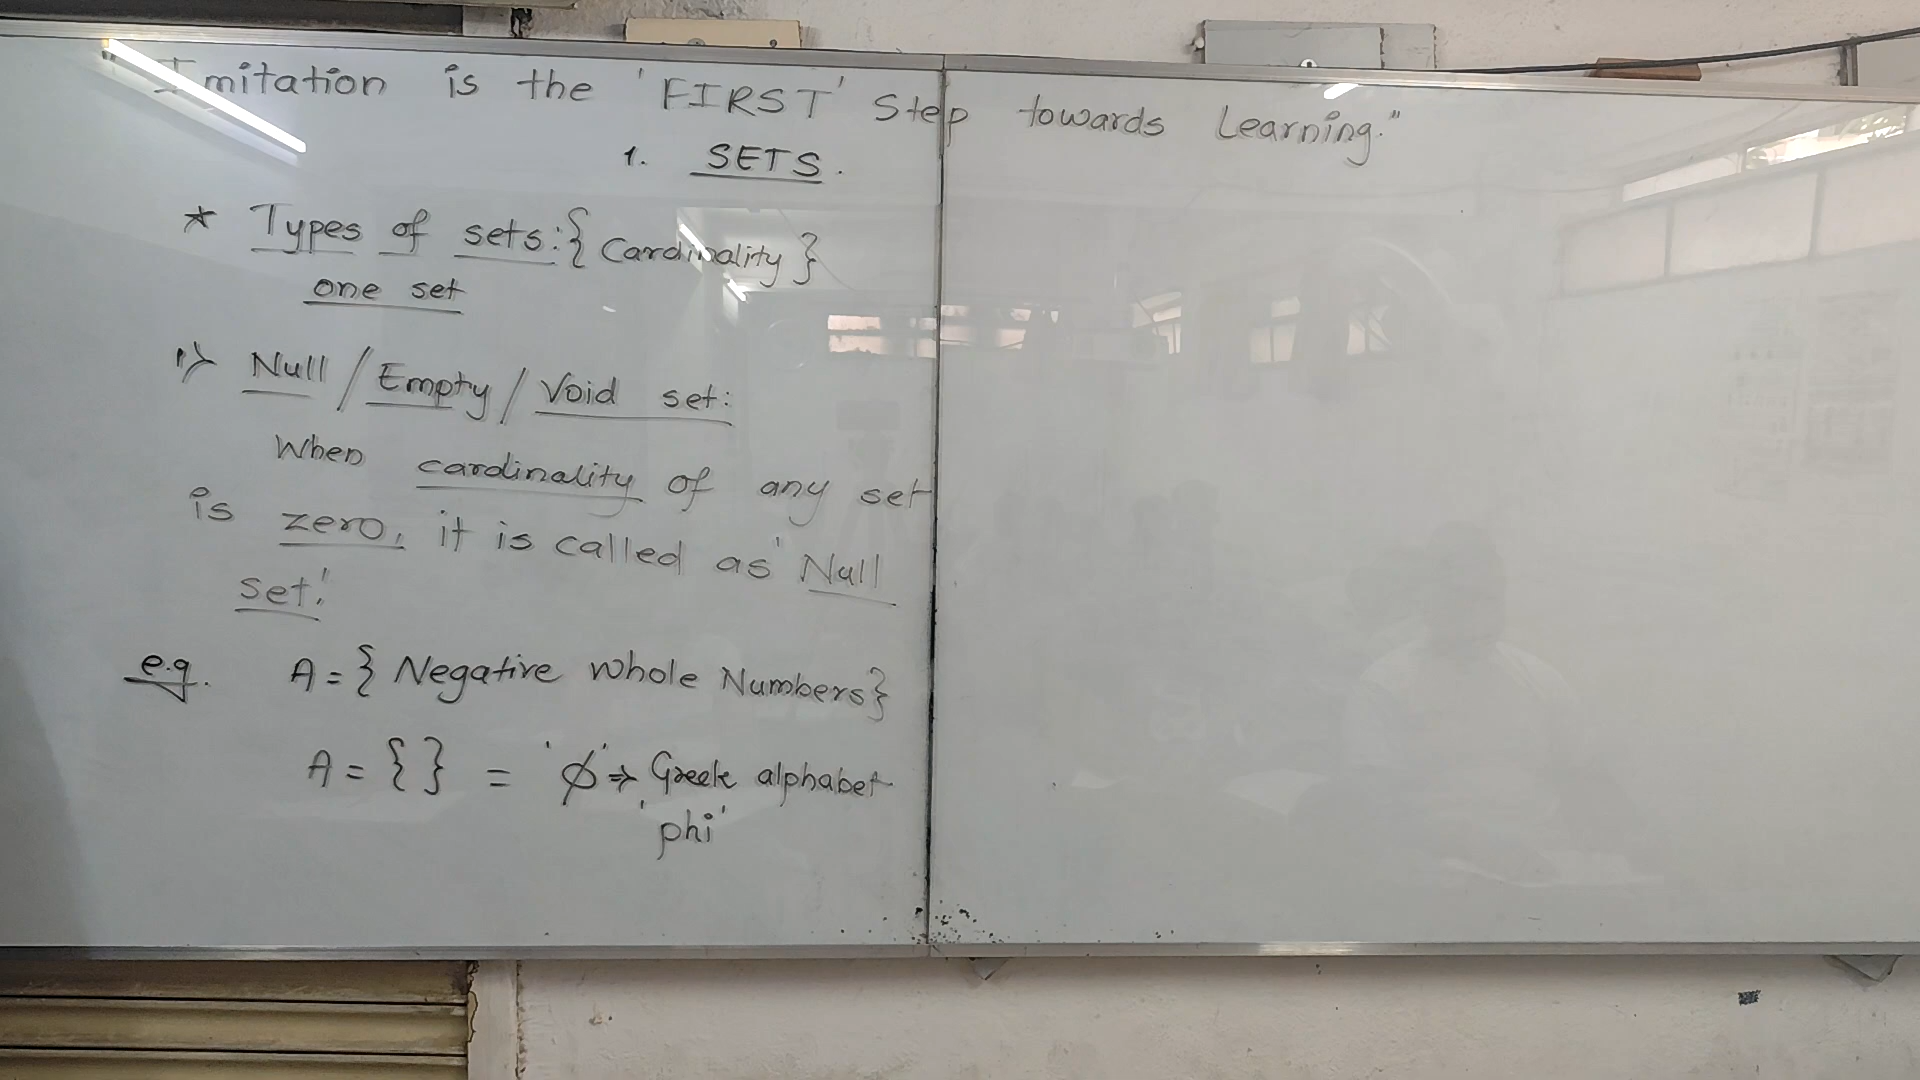 Imitation is the 'FIRST' Step towards Learning."
1. SETS.
* Types of sets:{Cardinality}
one set
1) Null / Empty / Void set:
When cardinality of any set
is zero, it is called as 'Null
set'.
e.g. A = { Negative whole Numbers}
A = { } = 'ϕ' ⇒ Greek alphabet
'phi'